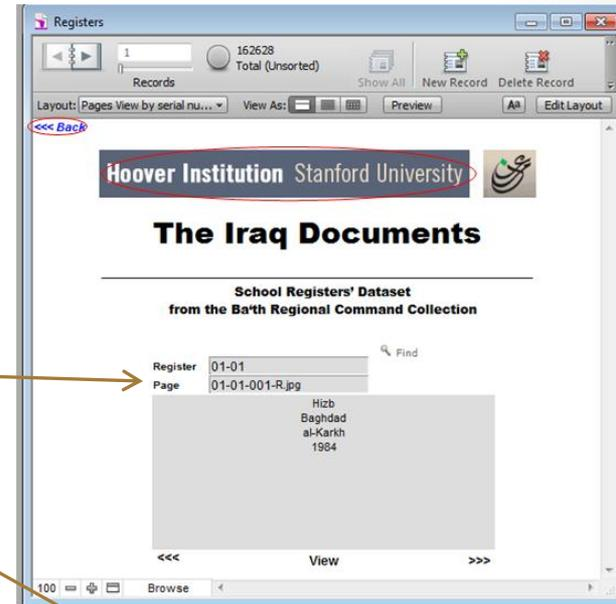 Registers
1
162628
Total (Unsorted)
Records
Show All
New Record
Delete Record
Layout: Pages View by serial nu...
View As:
Preview
Aª
Edit Layout
<<< Back
Hoover Institution Stanford University
The Iraq Documents
School Registers' Dataset
from the Ba‘th Regional Command Collection
Find
Register 01-01
Page 01-01-001-R.jpg
Hizb
Baghdad
al-Karkh
1984
<<< View >>>
100
Browse